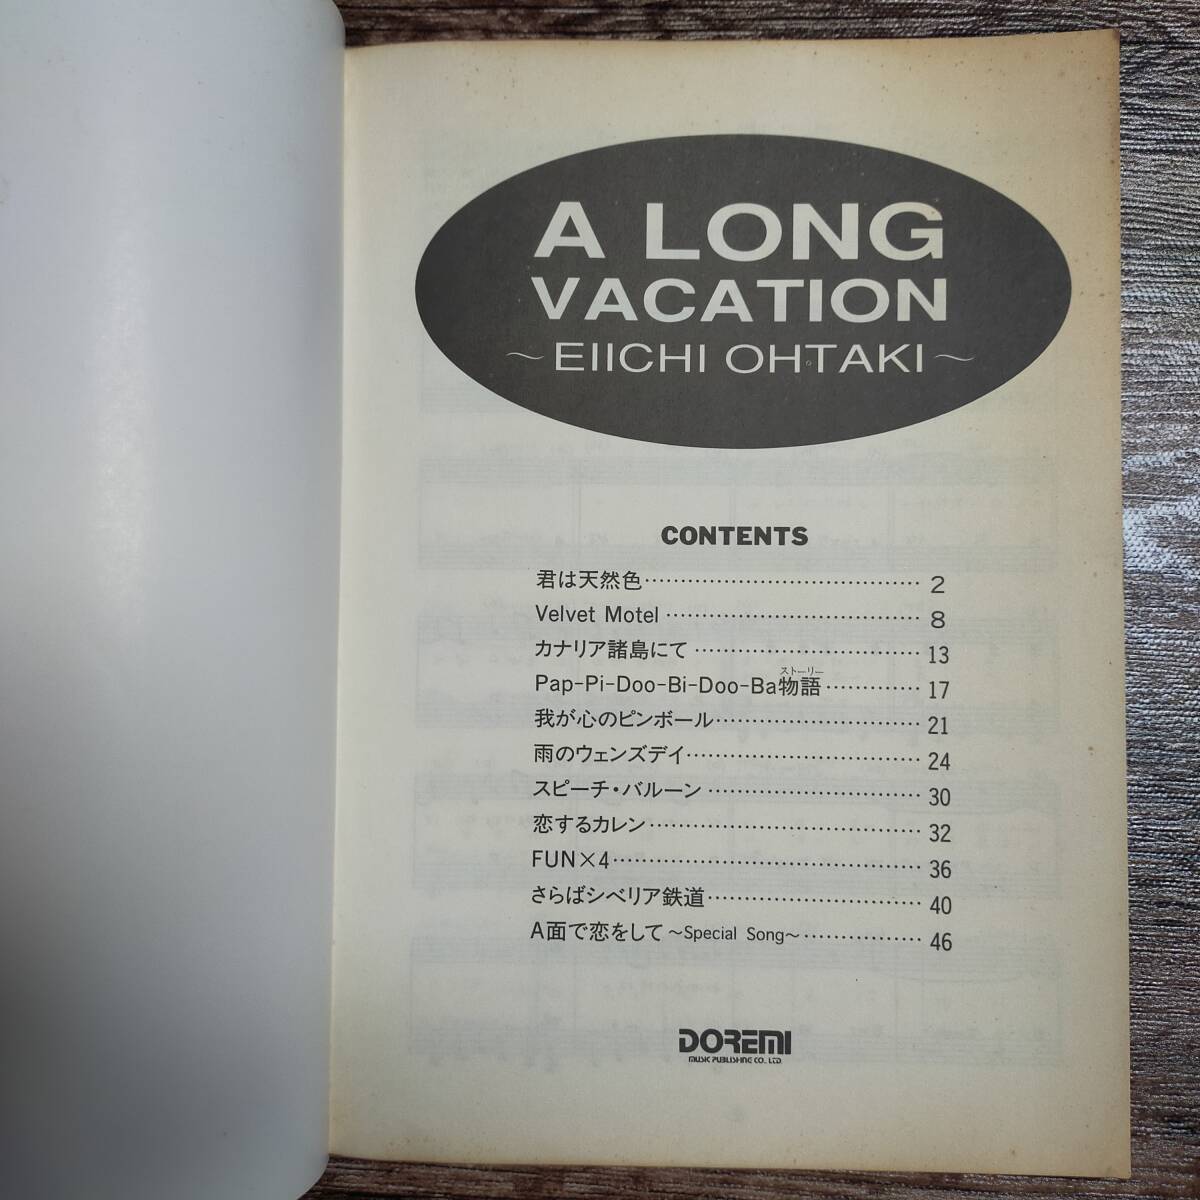 A LONG
VACATION
~EIICHI OHTAKI~
CONTENTS
君は天然色…………………………………2
Velvet Motel………………………………8
カナリア諸島にて…………………………13
Pap-Pi-Doo-Bi-Doo-Ba物語…………17
ストーリー
我が心のピンボール………………………21
雨のウェンズデイ…………………………24
スピーチ・バルーン………………………30
恋するカレン………………………………32
FUN×4……………………………………36
さらばシベリア鉄道………………………40
A面で恋をして~Special Song~……………46
DOREMI
MUSIC PUBLISHING CO., LTD.